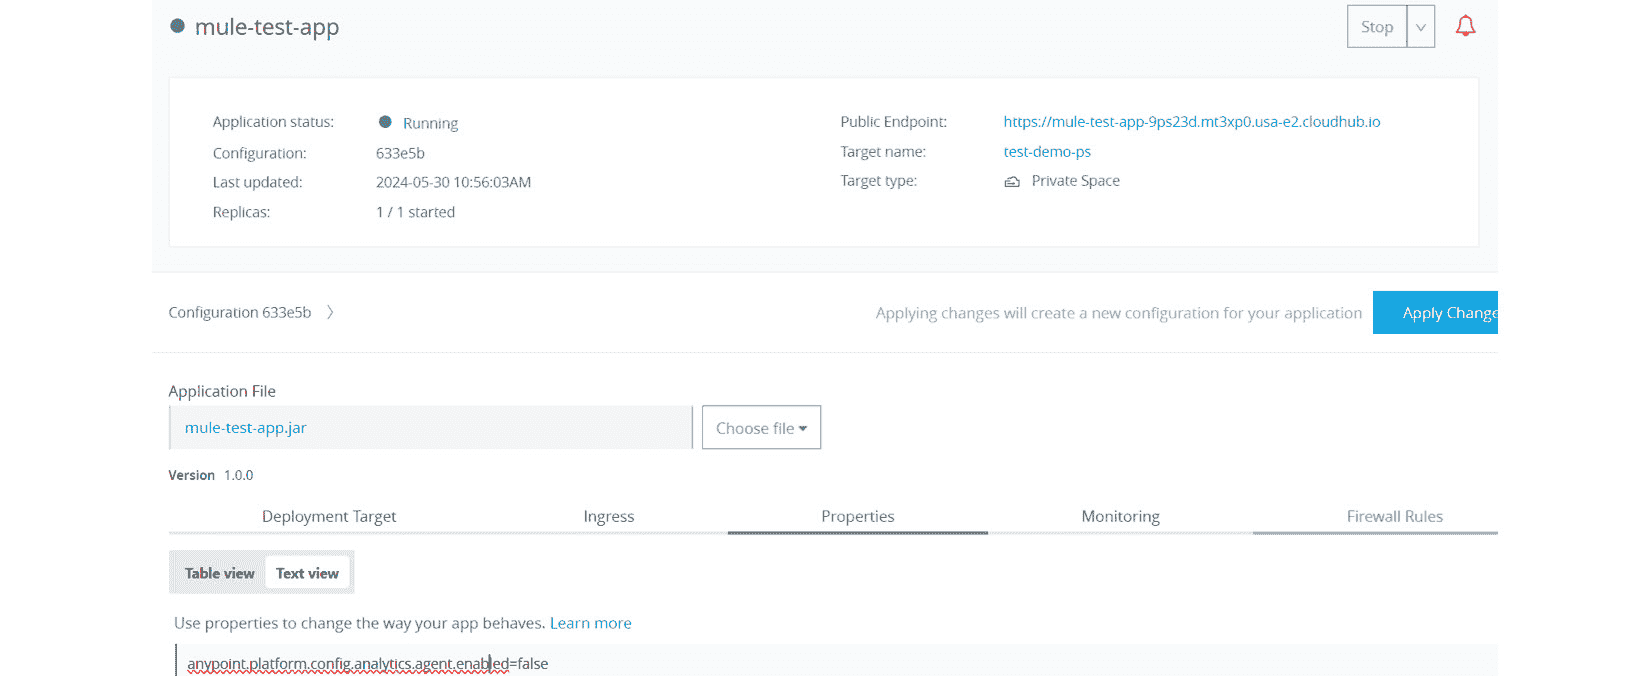 mule-test-app
Stop
Application status: Running
Public Endpoint: https://mule-test-app-9ps23d.mt3xp0.usa-e2.cloudhub.io
Configuration: 633e5b
Target name: test-demo-ps
Last updated: 2024-05-30 10:56:03AM
Target type: Private Space
Replicas: 1 / 1 started
Configuration 633e5b
Applying changes will create a new configuration for your application
Apply Change
Application File
mule-test-app.jar
Choose file
Version 1.0.0
Deployment Target Ingress Properties Monitoring Firewall Rules
Table view Text view
Use properties to change the way your app behaves. Learn more
anypoint.platform.config.analytics.agent.enabled=false